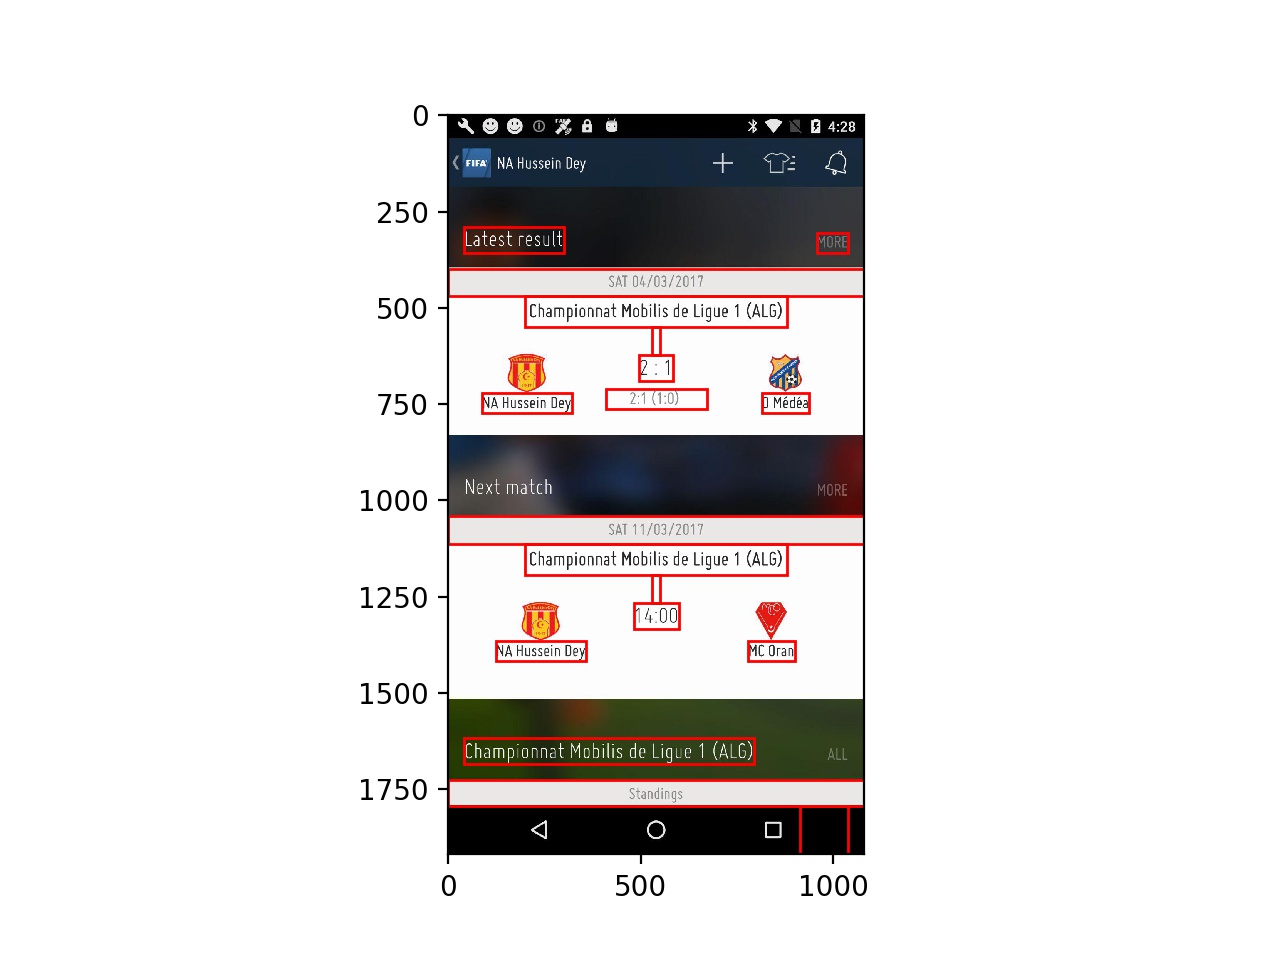 0
4:28
FIFA NA Hussein Dey
250
Latest result MORE
SAT 04/03/2017
500
Championnat Mobilis de Ligue 1 (ALG)
2 : 1
2:1 (1:0)
750
NA Hussein Dey O Médéa
Next match MORE
1000
SAT 11/03/2017
Championnat Mobilis de Ligue 1 (ALG)
1250
14:00
NA Hussein Dey MC Oran
1500
Championnat Mobilis de Ligue 1 (ALG) ALL
1750
Standings
0 500 1000